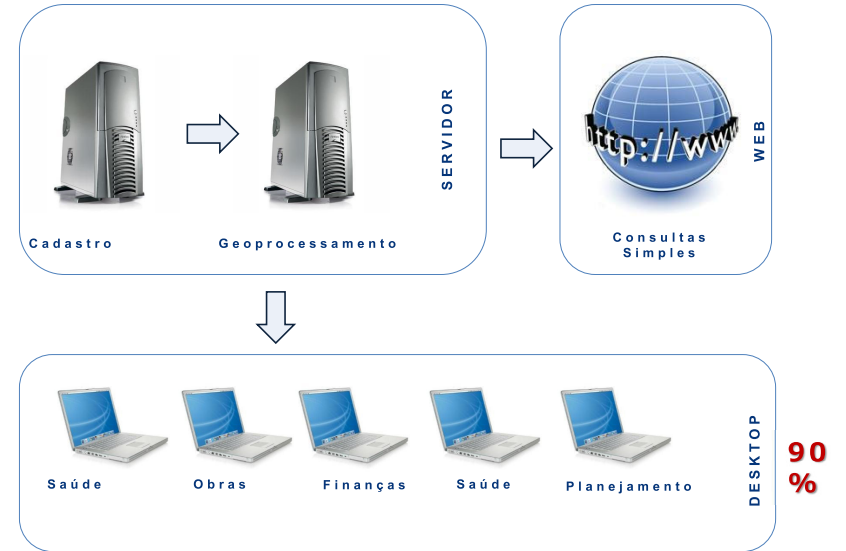 SERVIDOR
Cadastro
Geoprocessamento
http://www
WEB
Consultas
Simples
Saúde
Obras
Finanças
Saúde
Planejamento
DESKTOP
90
%